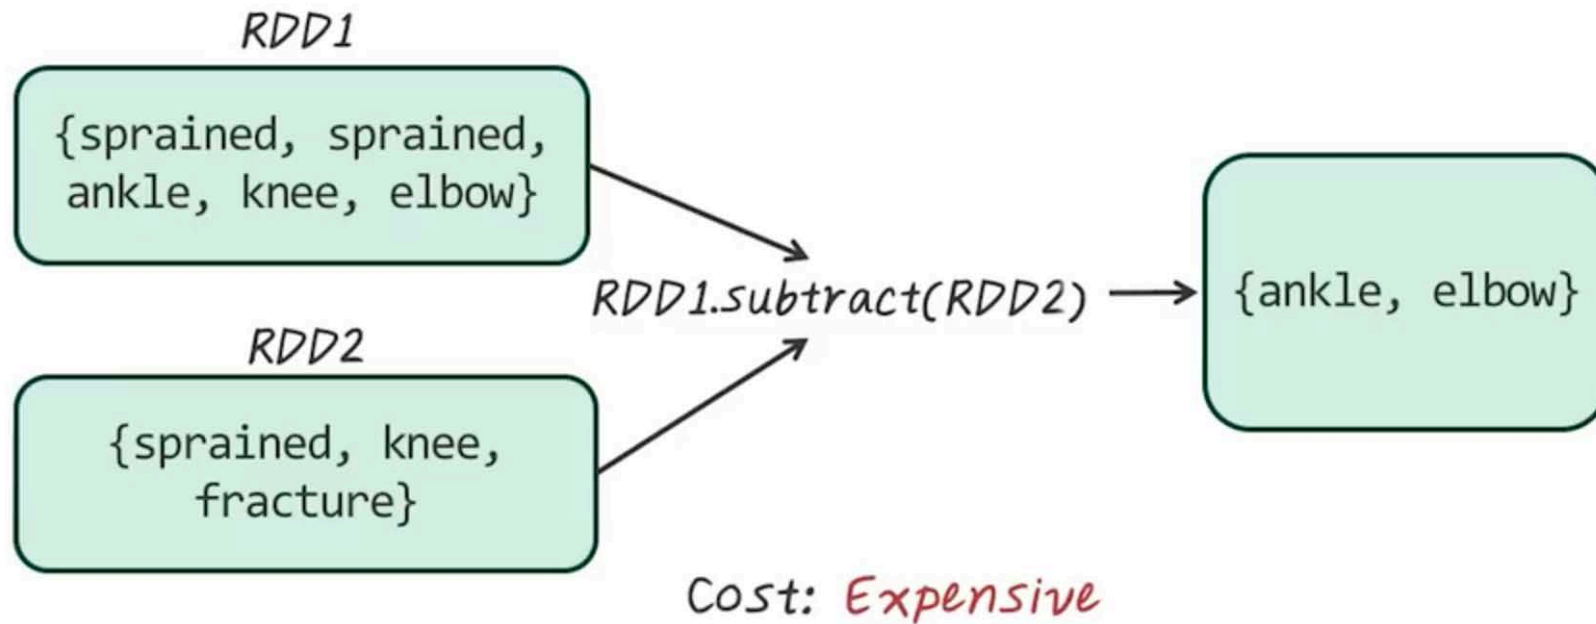 RDD1
{sprained, sprained,
ankle, knee, elbow}
RDD1.subtract(RDD2)
{ankle, elbow}
RDD2
{sprained, knee,
fracture}
Cost: Expensive